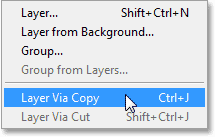 Layer... Shift+Ctrl+N
Layer from Background...
Group...
Group from Layers...
Layer Via Copy Ctrl+J
Layer Via Cut Shift+Ctrl+J